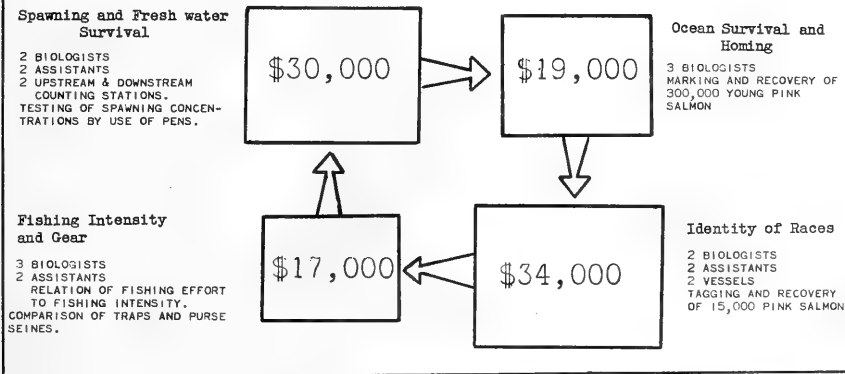 Spawning and Fresh water
Survival
2 BIOLOGISTS
2 ASSISTANTS
2 UPSTREAM & DOWNSTREAM
COUNTING STATIONS.
TESTING OF SPAWNING CONCEN-
TRATIONS BY USE OF PENS.
$30,000
$19,000
Ocean Survival and
Homing
3 BIOLOGISTS
MARKING AND RECOVERY OF
300,000 YOUNG PINK
SALMON
Fishing Intensity
and Gear
3 BIOLOGISTS
2 ASSISTANTS
RELATION OF FISHING EFFORT
TO FISHING INTENSITY.
COMPARISON OF TRAPS AND PURSE
SEINES.
$17,000
$34,000
Identity of Races
2 BIOLOGISTS
2 ASSISTANTS
2 VESSELS
TAGGING AND RECOVERY
OF 15,000 PINK SALMON